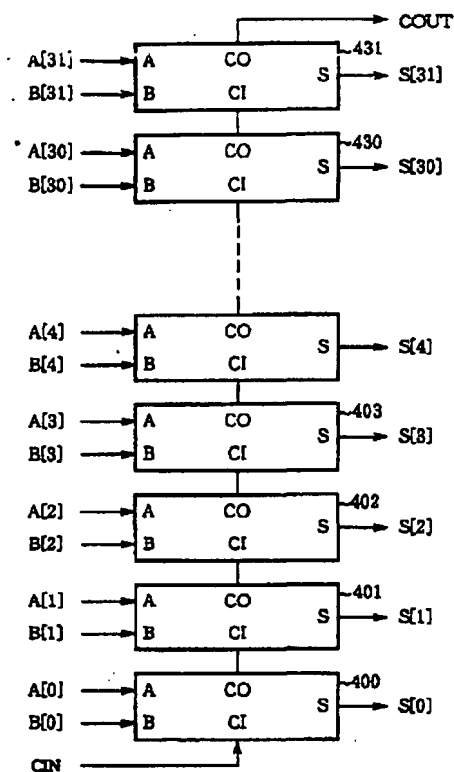 COUT
431
A[31] A CO S S[31]
B[31] B CI
430
A[30] A CO S S[30]
B[30] B CI
A[4] A CO S S[4]
B[4] B CI
403
A[3] A CO S S[8]
B[3] B CI
402
A[2] A CO S S[2]
B[2] B CI
401
A[1] A CO S S[1]
B[1] B CI
400
A[0] A CO S S[0]
B[0] B CI
CIN